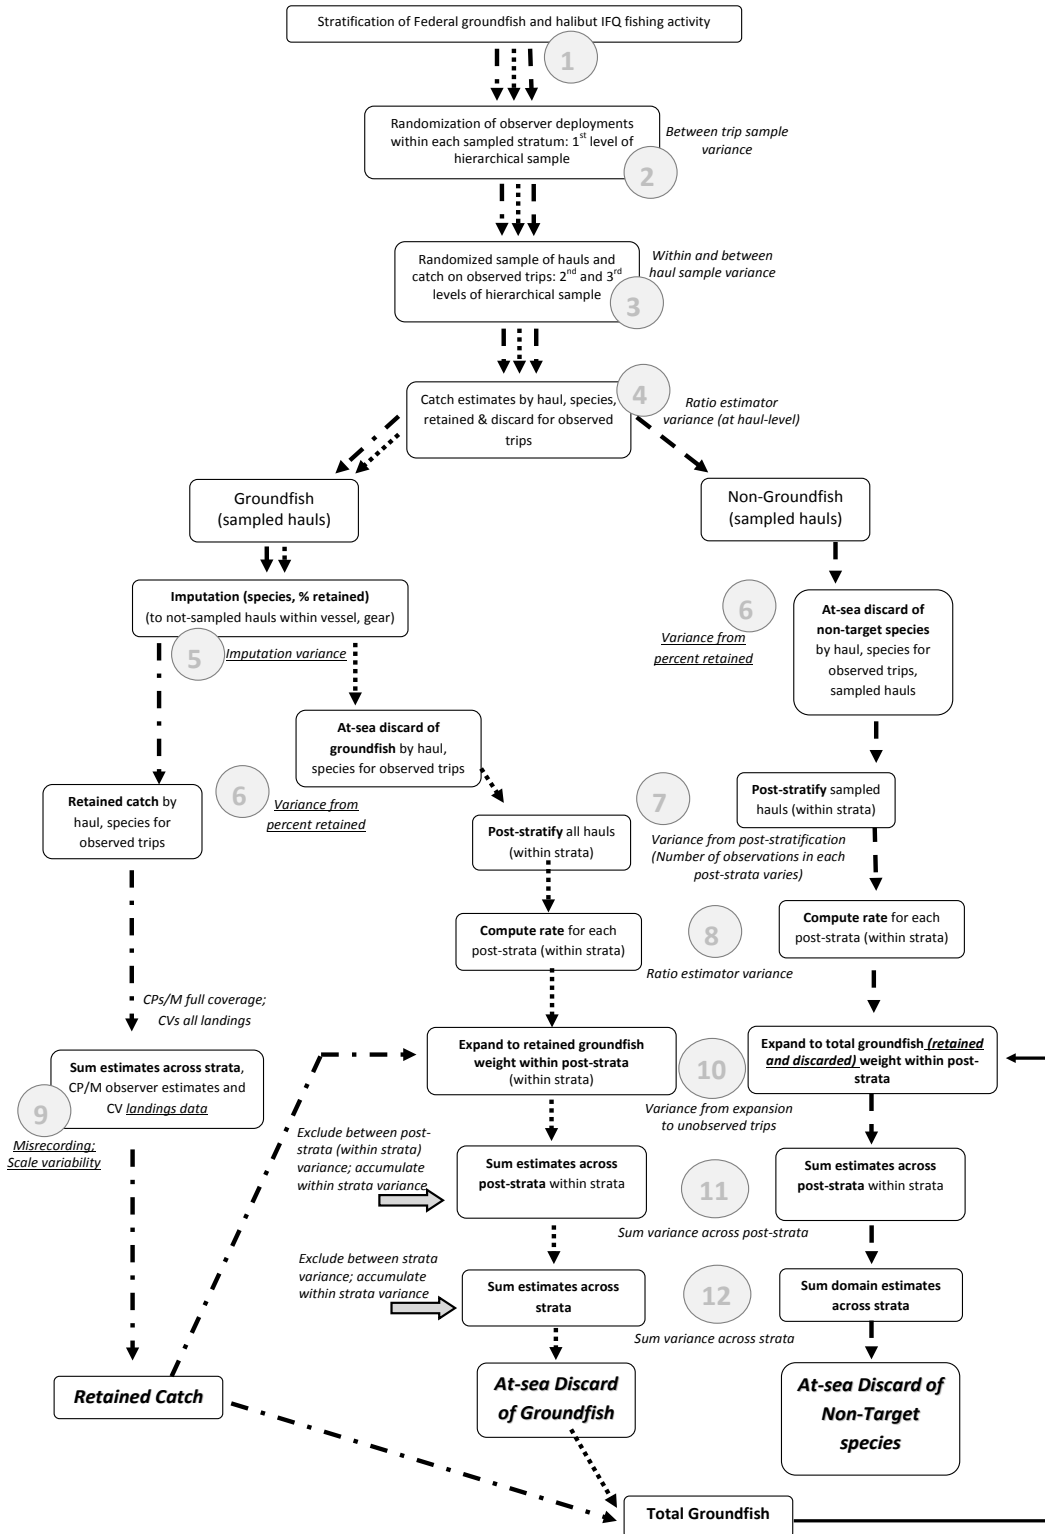 Stratification of Federal groundfish and halibut IFQ fishing activity
1
Randomization of observer deployments
within each sampled stratum: 1st level of
hierarchical sample
Between trip sample
variance
2
Randomized sample of hauls and
catch on observed trips: 2nd and 3rd
levels of hierarchical sample
Within and between
haul sample variance
3
Catch estimates by haul, species,
retained & discard for observed
trips
4
Ratio estimator
variance (at haul-level)
Groundfish
(sampled hauls)
Non-Groundfish
(sampled hauls)
Imputation (species, % retained)
(to not-sampled hauls within vessel, gear)
5
Imputation variance
6
Variance from
percent retained
At-sea discard of
non-target species
by haul, species for
observed trips,
sampled hauls
At-sea discard of
groundfish by haul,
species for observed trips
Retained catch by
haul, species for
observed trips
6
Variance from
percent retained
Post-stratify all hauls
(within strata)
7
Variance from post-stratification
(Number of observations in each
post-strata varies)
Post-stratify sampled
hauls (within strata)
Compute rate for each
post-strata (within strata)
8
Ratio estimator variance
Compute rate for each
post-strata (within strata)
CPs/M full coverage;
CVs all landings
Sum estimates across strata,
CP/M observer estimates and
CV landings data
9
Misrecording;
Scale variability
Expand to retained groundfish
weight within post-strata
(within strata)
10
Variance from expansion
to unobserved trips
Expand to total groundfish (retained
and discarded) weight within post-
strata
Exclude between post-
strata (within strata)
variance; accumulate
within strata variance
Sum estimates across
post-strata within strata
11
Sum variance across post-strata
Sum estimates across
post-strata within strata
Exclude between strata
variance; accumulate
within strata variance
Sum estimates across
strata
12
Sum variance across strata
Sum domain estimates
across strata
Retained Catch
At-sea Discard
of Groundfish
At-sea Discard of
Non-Target
species
Total Groundfish